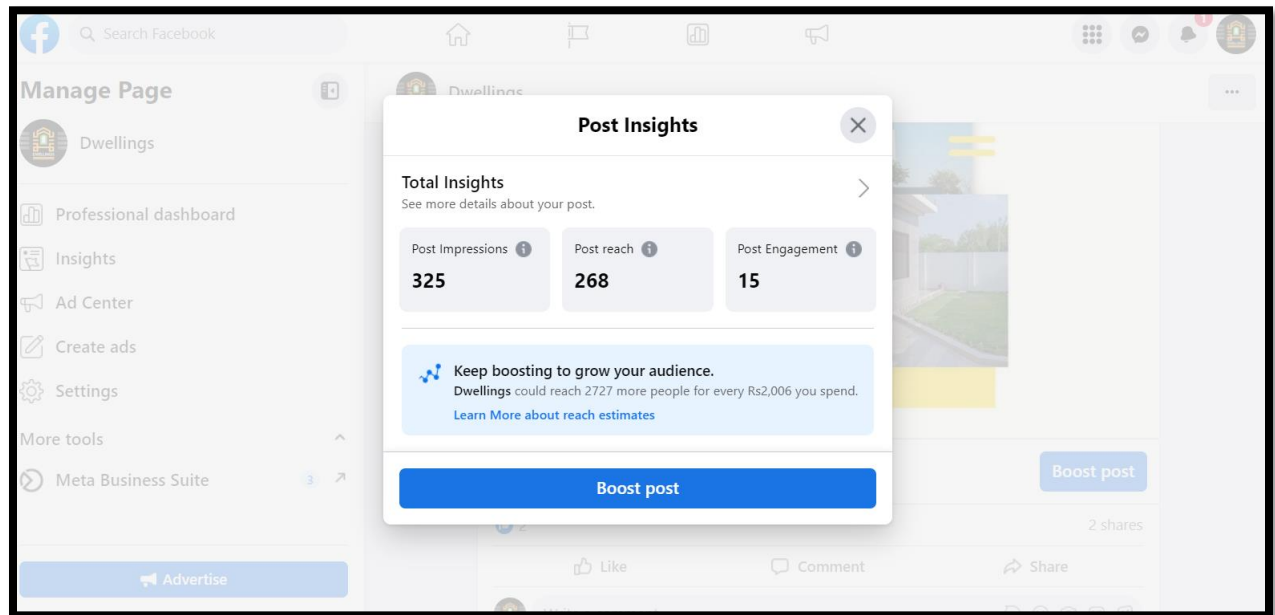 Search Facebook
1
Manage Page
Dwellings
Professional dashboard
Insights
Ad Center
Create ads
Settings
More tools
Meta Business Suite
3
Advertise
Dwellings
Post Insights
Total Insights
See more details about your post.
Post Impressions
325
Post reach
268
Post Engagement
15
Keep boosting to grow your audience.
Dwellings could reach 2727 more people for every Rs2,006 you spend.
Learn More about reach estimates
Boost post
Boost post
2
2 shares
Like
Comment
Share